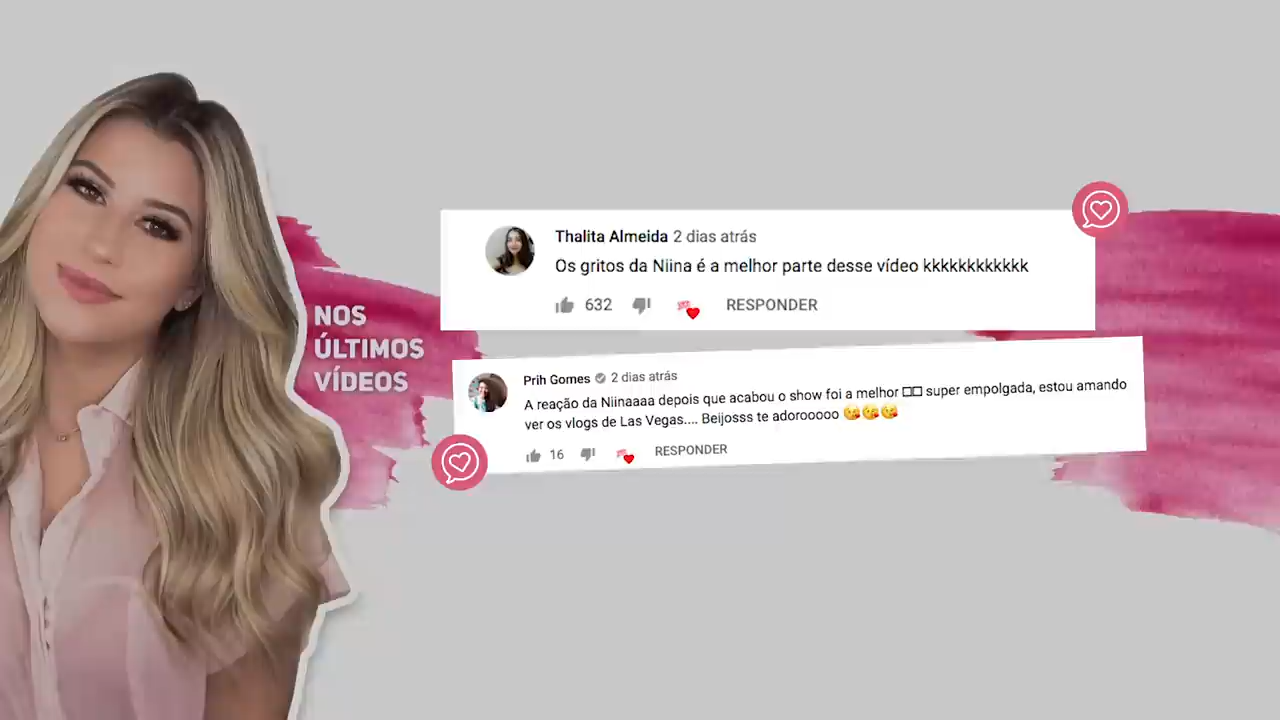 NOS
ÚLTIMOS
VÍDEOS
Thalita Almeida 2 dias atrás
Os gritos da Niina é a melhor parte desse vídeo kkkkkkkkkkkk
632 RESPONDER
Prih Gomes 2 dias atrás
A reação da Niinaaaa depois que acabou o show foi a melhor □□ super empolgada, estou amando
ver os vlogs de Las Vegas.... Beijosss te adorooooo 😘😘😘
16 RESPONDER